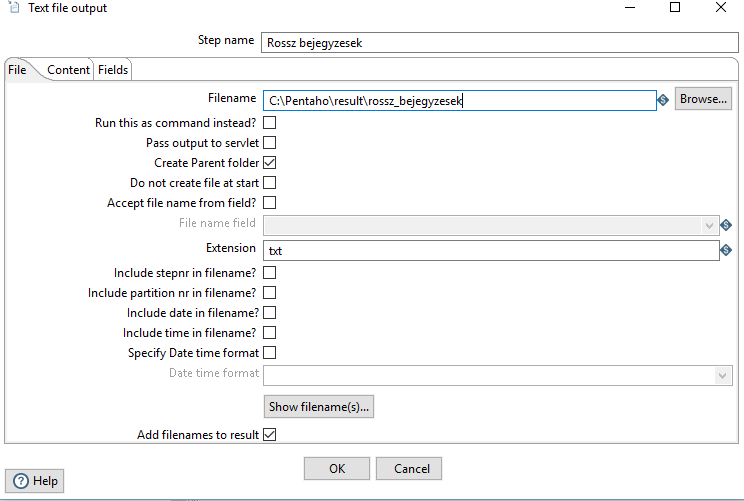 Text file output
Step name Rossz bejegyzesek
File Content Fields
Filename C:\Pentaho\result\rossz_bejegyzesek S Browse...
Run this as command instead?
Pass output to servlet
Create Parent folder
Do not create file at start
Accept file name from field?
File name field S
Extension txt S
Include stepnr in filename?
Include partition nr in filename?
Include date in filename?
Include time in filename?
Specify Date time format
Date time format
Show filename(s)...
Add filenames to result
OK Cancel
? Help